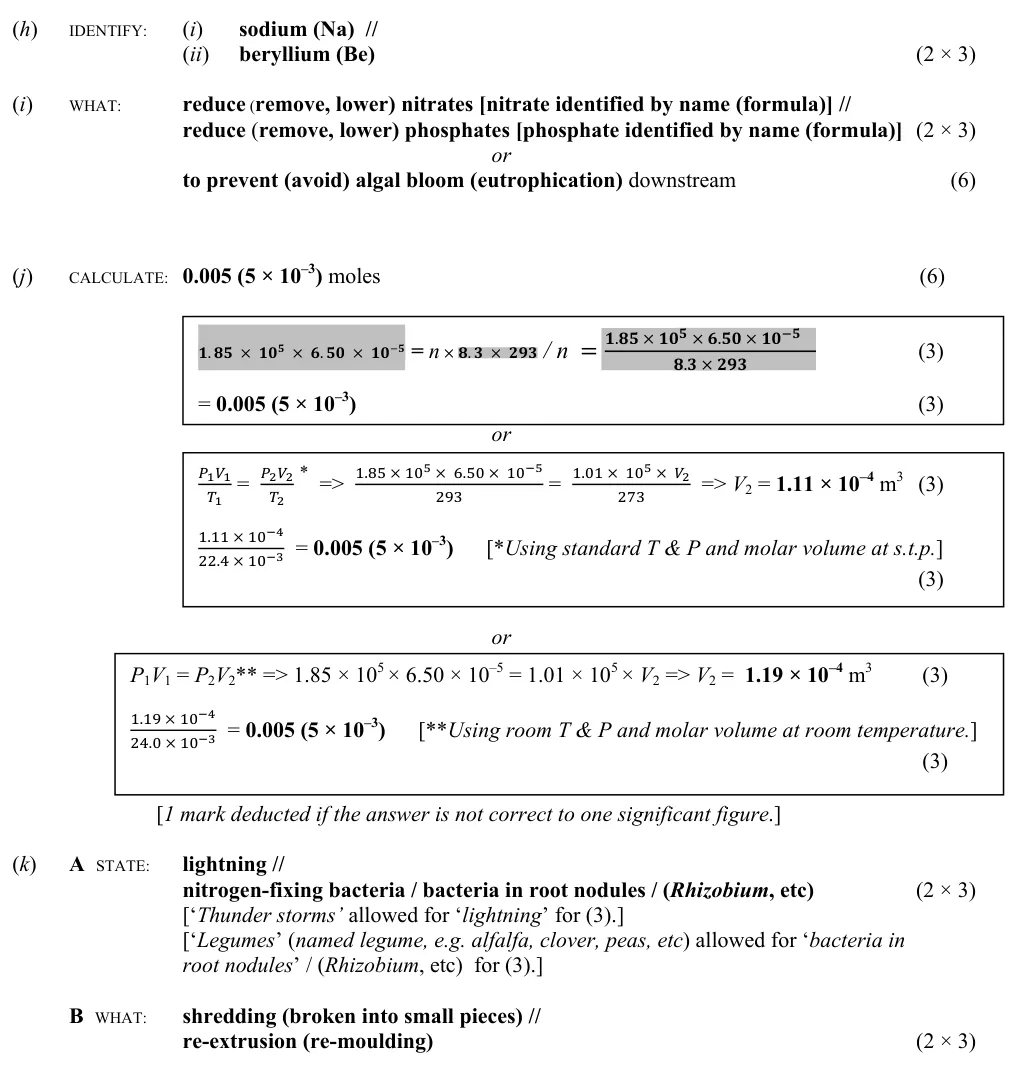 (h) IDENTIFY: (i) sodium (Na) //
(ii) beryllium (Be) (2 × 3)
(i) WHAT: reduce (remove, lower) nitrates [nitrate identified by name (formula)] //
reduce (remove, lower) phosphates [phosphate identified by name (formula)] (2 × 3)
or
to prevent (avoid) algal bloom (eutrophication) downstream (6)
(j) CALCULATE: 0.005 (5 × 10⁻³) moles (6)
1.85 × 10⁵ × 6.50 × 10⁻⁵ = n × 8.3 × 293 / n = (1.85 × 10⁵ × 6.50 × 10⁻⁵)/(8.3 × 293) (3)
= 0.005 (5 × 10⁻³) (3)
or
P₁V₁/T₁ = P₂V₂/T₂ * => (1.85 × 10⁵ × 6.50 × 10⁻⁵)/293 = (1.01 × 10⁵ × V₂)/273 => V₂ = 1.11 × 10⁻⁴ m³ (3)
(1.11 × 10⁻⁴)/(22.4 × 10⁻³) = 0.005 (5 × 10⁻³) [*Using standard T & P and molar volume at s.t.p.]
(3)
or
P₁V₁ = P₂V₂** => 1.85 × 10⁵ × 6.50 × 10⁻⁵ = 1.01 × 10⁵ × V₂ => V₂ = 1.19 × 10⁻⁴ m³ (3)
(1.19 × 10⁻⁴)/(24.0 × 10⁻³) = 0.005 (5 × 10⁻³) [**Using room T & P and molar volume at room temperature.]
(3)
[1 mark deducted if the answer is not correct to one significant figure.]
(k) A STATE: lightning //
nitrogen-fixing bacteria / bacteria in root nodules / (Rhizobium, etc) (2 × 3)
[‘Thunder storms’ allowed for ‘lightning’ for (3).]
[‘Legumes’ (named legume, e.g. alfalfa, clover, peas, etc) allowed for ‘bacteria in
root nodules’ / (Rhizobium, etc) for (3).]
B WHAT: shredding (broken into small pieces) //
re-extrusion (re-moulding) (2 × 3)